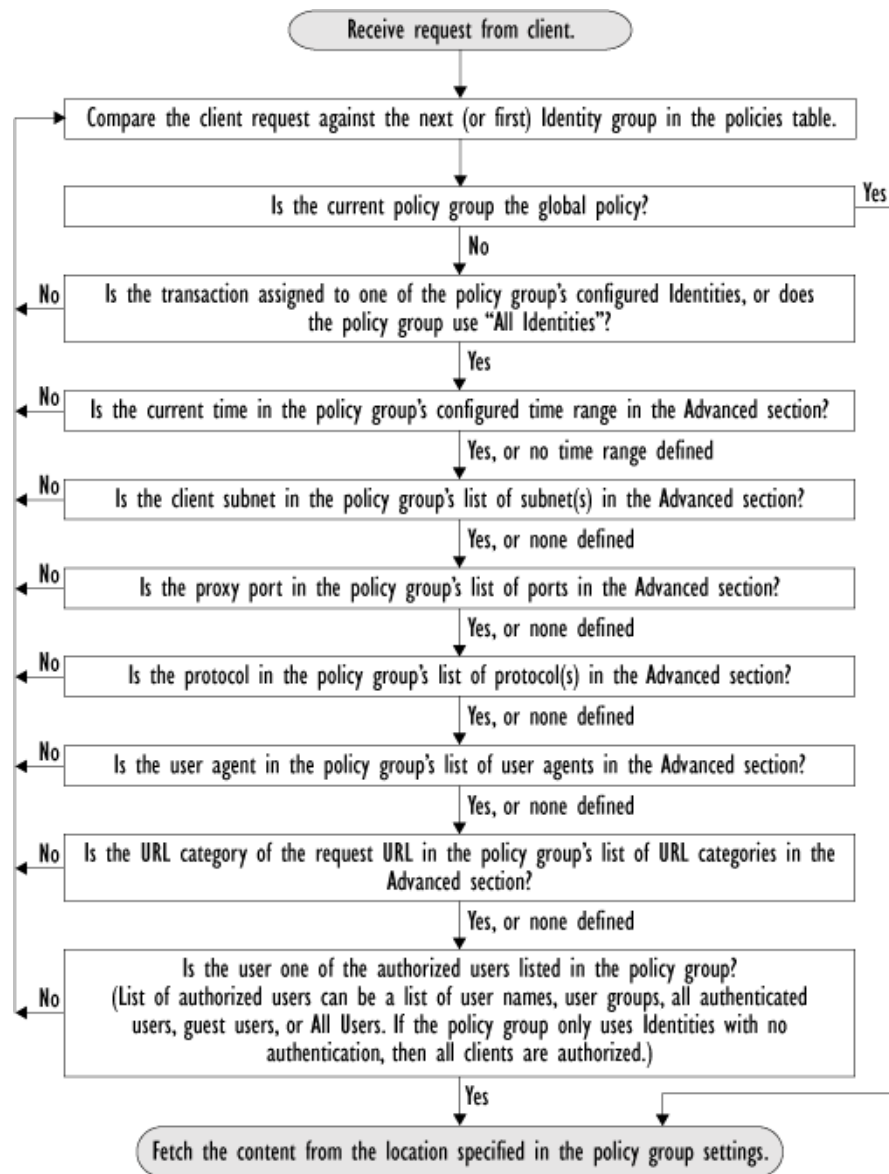 Receive request from client.
Compare the client request against the next (or first) Identity group in the policies table.
Is the current policy group the global policy?
Yes
No
Is the transaction assigned to one of the policy group's configured Identities, or does
the policy group use “All Identities”?
No
Yes
Is the current time in the policy group's configured time range in the Advanced section?
No
Yes, or no time range defined
Is the client subnet in the policy group's list of subnet(s) in the Advanced section?
No
Yes, or none defined
Is the proxy port in the policy group's list of ports in the Advanced section?
No
Yes, or none defined
Is the protocol in the policy group's list of protocol(s) in the Advanced section?
No
Yes, or none defined
Is the user agent in the policy group's list of user agents in the Advanced section?
No
Yes, or none defined
Is the URL category of the request URL in the policy group's list of URL categories in the
Advanced section?
No
Yes, or none defined
Is the user one of the authorized users listed in the policy group?
(List of authorized users can be a list of user names, user groups, all authenticated
users, guest users, or All Users. If the policy group only uses Identities with no
authentication, then all clients are authorized.)
No
Yes
Fetch the content from the location specified in the policy group settings.